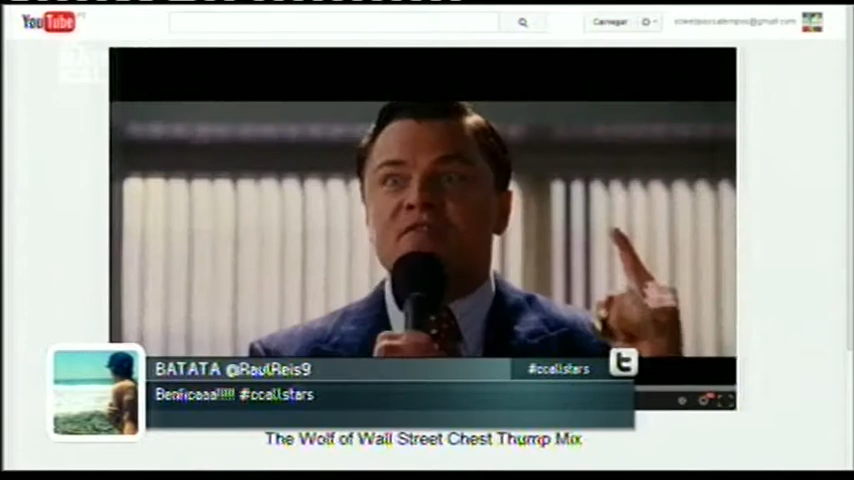 YouTube
Carregar
BATATA @RaulReis9
#ccallstars
Benficaaa!!!!! #ccallstars
The Wolf of Wall Street Chest Thump Mix